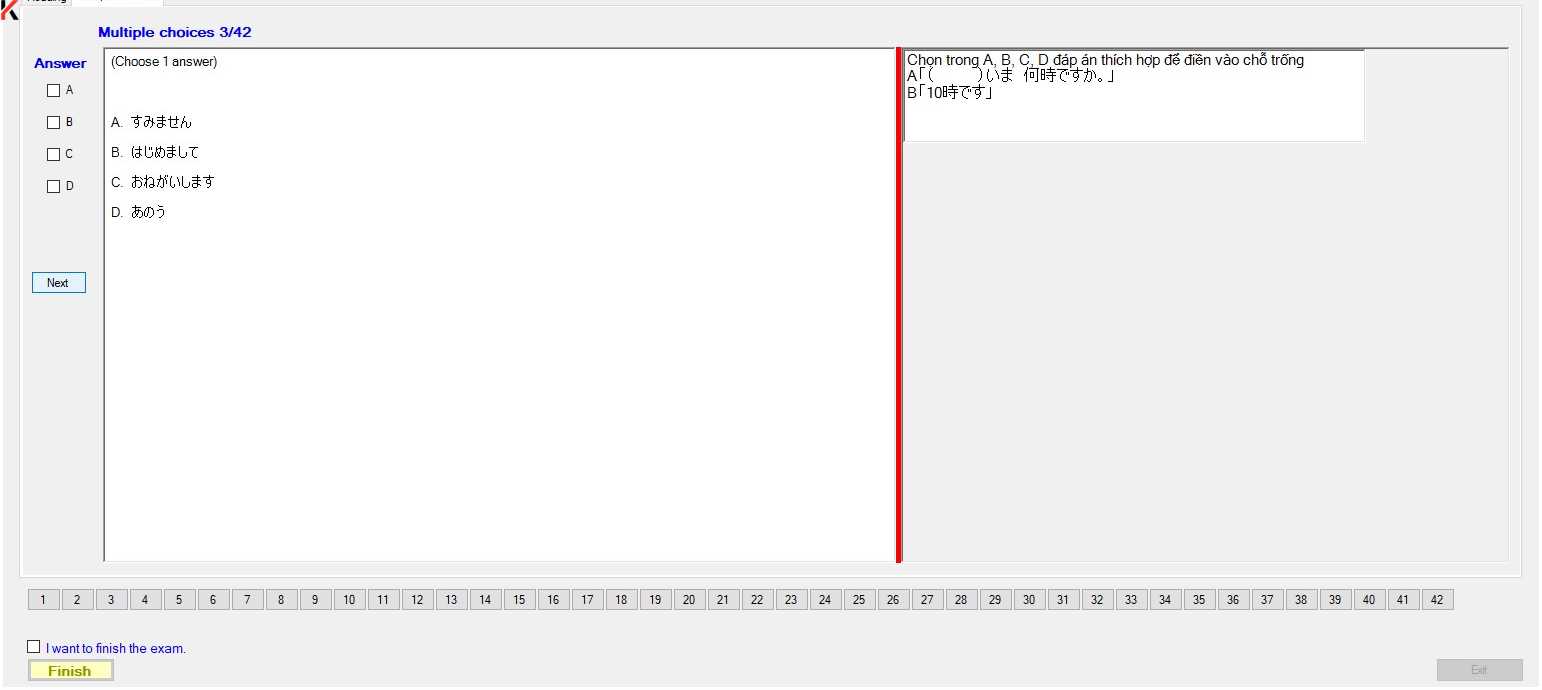 Multiple choices 3/42
Answer
A
B
C
D
Next
(Choose 1 answer)
A. すみません
B. はじめまして
C. おねがいします
D. あのう
Chọn trong A, B, C, D đáp án thích hợp để điền vào chỗ trống
A「(　　　)いま　何時ですか。」
B「10時です」
1 2 3 4 5 6 7 8 9 10 11 12 13 14 15 16 17 18 19 20 21 22 23 24 25 26 27 28 29 30 31 32 33 34 35 36 37 38 39 40 41 42
I want to finish the exam.
Finish
Exit